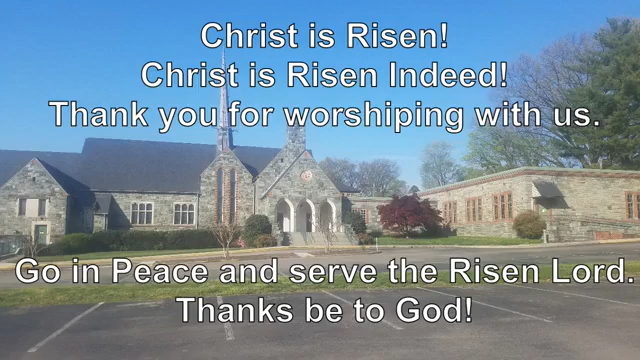 Christ is Risen!
Christ is Risen Indeed!
Thank you for worshiping with us.
Go in Peace and serve the Risen Lord.
Thanks be to God!